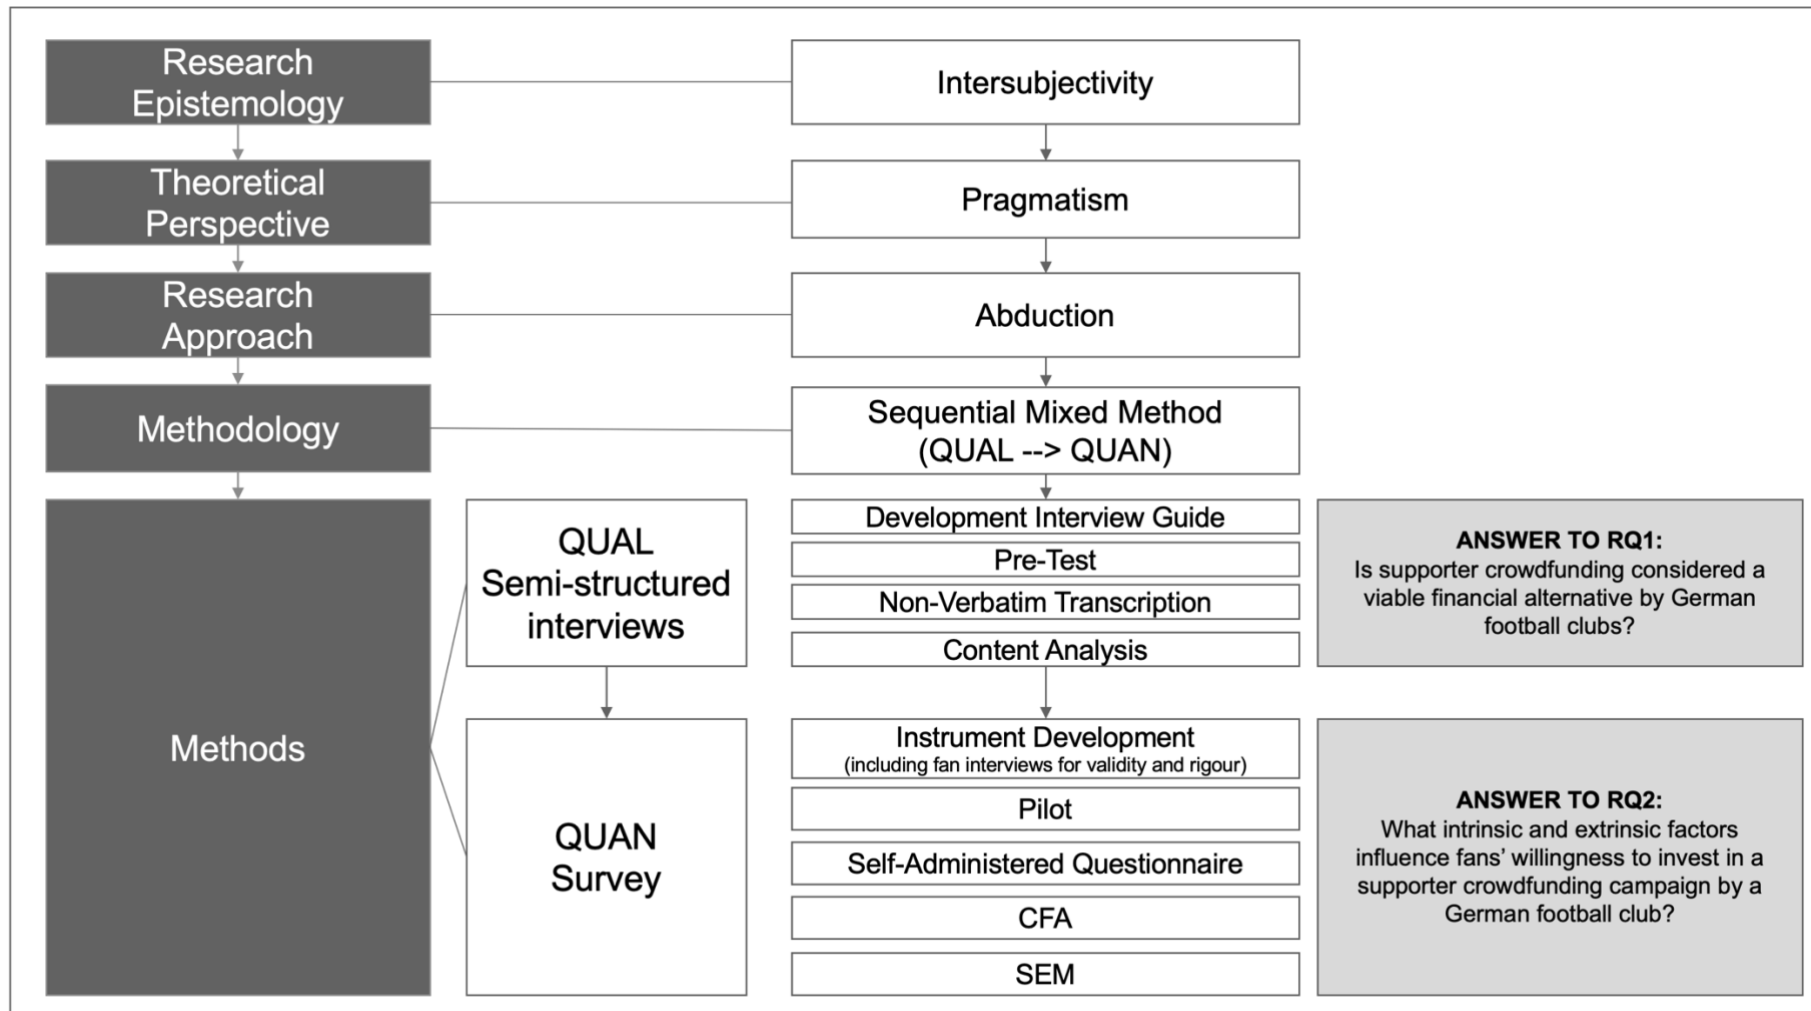 Research
Epistemology
Intersubjectivity
Theoretical
Perspective
Pragmatism
Research
Approach
Abduction
Methodology
Sequential Mixed Method
(QUAL --> QUAN)
Methods
QUAL
Semi-structured
interviews
Development Interview Guide
Pre-Test
Non-Verbatim Transcription
Content Analysis
ANSWER TO RQ1:
Is supporter crowdfunding considered a
viable financial alternative by German
football clubs?
QUAN
Survey
Instrument Development
(including fan interviews for validity and rigour)
Pilot
Self-Administered Questionnaire
CFA
SEM
ANSWER TO RQ2:
What intrinsic and extrinsic factors
influence fans’ willingness to invest in a
supporter crowdfunding campaign by a
German football club?